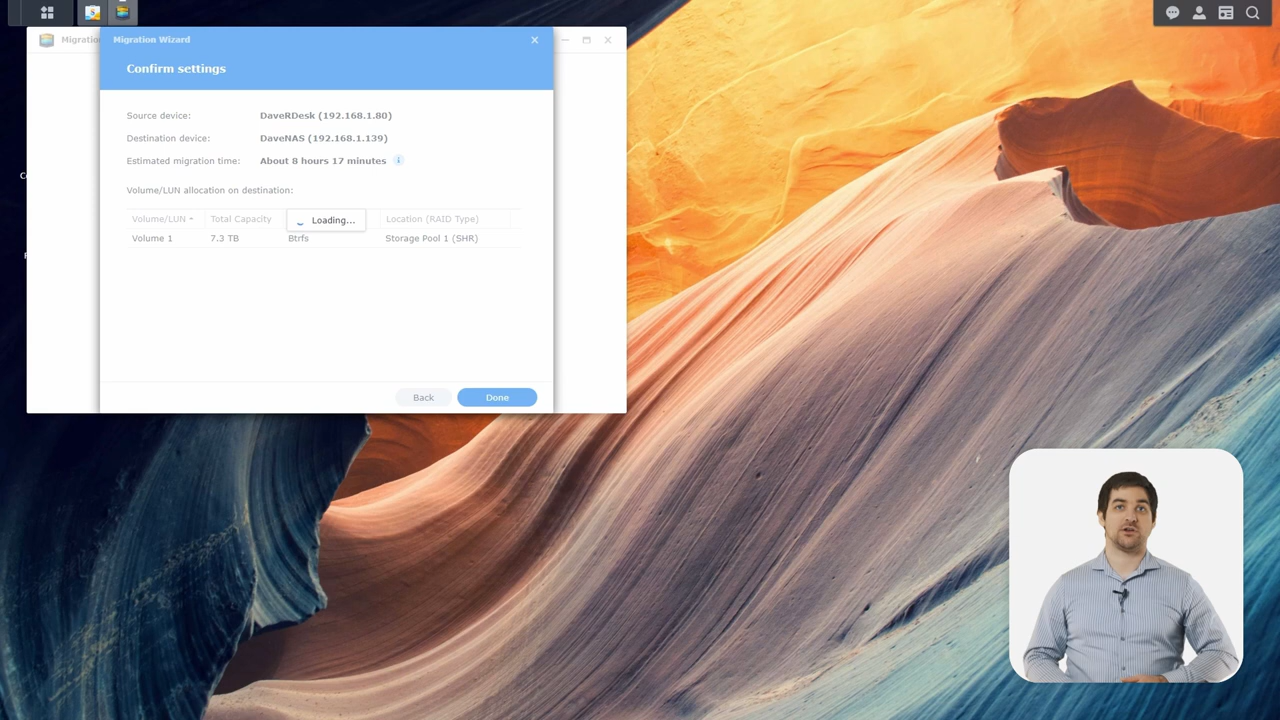 Migration Wizard
Confirm settings
Source device: DaveRDesk (192.168.1.80)
Destination device: DaveNAS (192.168.1.139)
Estimated migration time: About 8 hours 17 minutes
Volume/LUN allocation on destination:
Volume/LUN Total Capacity Loading... Location (RAID Type)
Volume 1 7.3 TB Btrfs Storage Pool 1 (SHR)
Back Done